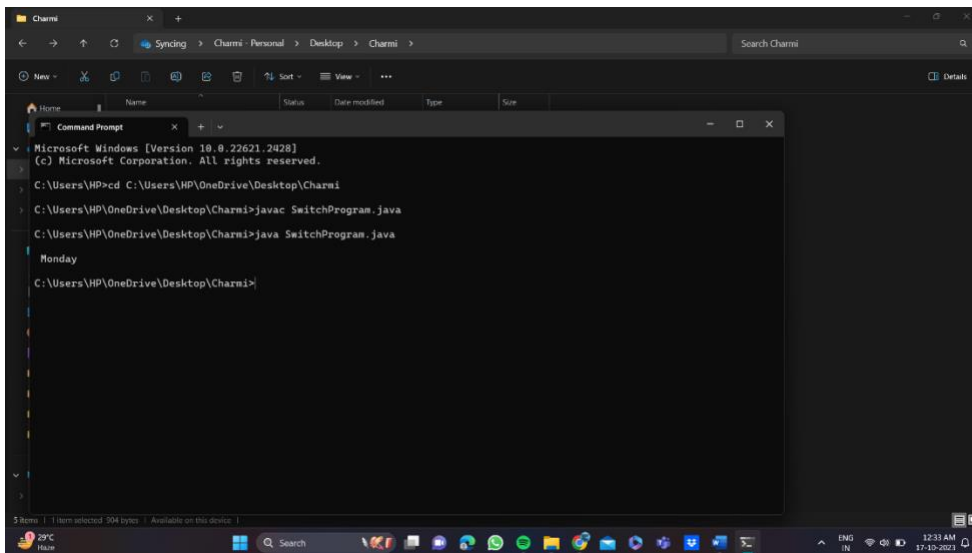 Charmi
Syncing > Charmi - Personal > Desktop > Charmi >
Search Charmi
New
Sort
View
Details
Name
Status
Date modified
Type
Size
Home
Command Prompt
Microsoft Windows [Version 10.0.22621.2428]
(c) Microsoft Corporation. All rights reserved.
C:\Users\HP>cd C:\Users\HP\OneDrive\Desktop\Charmi
C:\Users\HP\OneDrive\Desktop\Charmi>javac SwitchProgram.java
C:\Users\HP\OneDrive\Desktop\Charmi>java SwitchProgram.java
Monday
C:\Users\HP\OneDrive\Desktop\Charmi>
5 items | 1 item selected 904 bytes | Available on this device |
29°C
Haze
Search
ENG
IN
12:33 AM
17-10-2023